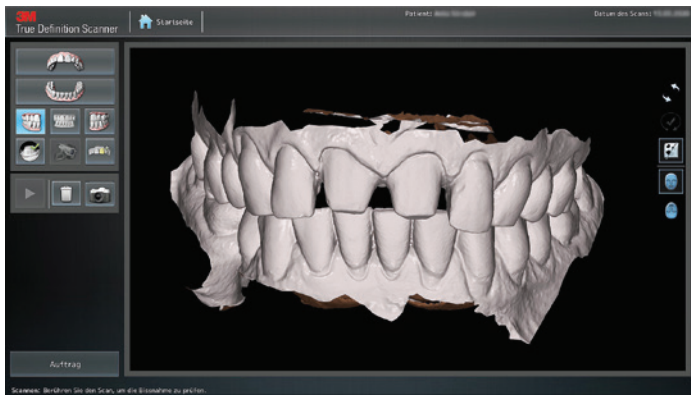 3M
True Definition Scanner
Startseite
Patient:
Datum des Scans:
Auftrag
Scannen: Berühren Sie den Scan, um die Bissnahme zu prüfen.